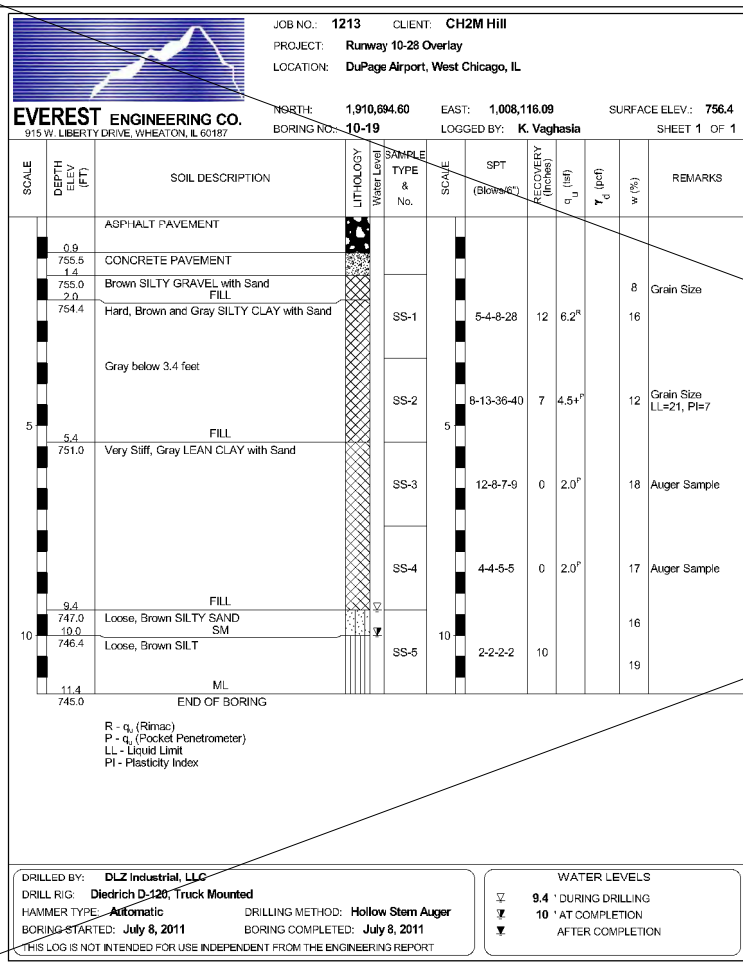 JOB NO.: 1213 CLIENT: CH2M Hill
PROJECT: Runway 10-28 Overlay
LOCATION: DuPage Airport, West Chicago, IL
EVEREST ENGINEERING CO.
915 W. LIBERTY DRIVE, WHEATON, IL 60187
NORTH: 1,910,694.60 EAST: 1,008,116.09 SURFACE ELEV.: 756.4
BORING NO.: 10-19 LOGGED BY: K. Vaghasia SHEET 1 OF 1
SCALE
DEPTH ELEV (FT)
SOIL DESCRIPTION
LITHOLOGY
Water Level
SAMPLE TYPE & No.
SCALE
SPT (Blows/6")
RECOVERY (Inches)
qu (tsf)
γd (pcf)
w (%)
REMARKS
ASPHALT PAVEMENT
0.9
755.5 CONCRETE PAVEMENT
1.4
755.0 Brown SILTY GRAVEL with Sand 8 Grain Size
2.0 FILL
754.4 Hard, Brown and Gray SILTY CLAY with Sand
SS-1 5-4-8-28 12 6.2R 16
Gray below 3.4 feet
SS-2 8-13-36-40 7 4.5+P 12 Grain Size
LL=21, PI=7
5 5
5.4 FILL
751.0 Very Stiff, Gray LEAN CLAY with Sand
SS-3 12-8-7-9 0 2.0P 18 Auger Sample
SS-4 4-4-5-5 0 2.0P 17 Auger Sample
9.4 FILL
747.0 Loose, Brown SILTY SAND 16
10 10.0 SM 10
746.4 Loose, Brown SILT
SS-5 2-2-2-2 10
19
11.4 ML
745.0 END OF BORING
R - qu (Rimac)
P - qu (Pocket Penetrometer)
LL - Liquid Limit
PI - Plasticity Index
DRILLED BY: DLZ Industrial, LLC
DRILL RIG: Diedrich D-120, Truck Mounted
HAMMER TYPE: Automatic DRILLING METHOD: Hollow Stem Auger
BORING STARTED: July 8, 2011 BORING COMPLETED: July 8, 2011
THIS LOG IS NOT INTENDED FOR USE INDEPENDENT FROM THE ENGINEERING REPORT
WATER LEVELS
9.4 ' DURING DRILLING
10 ' AT COMPLETION
AFTER COMPLETION